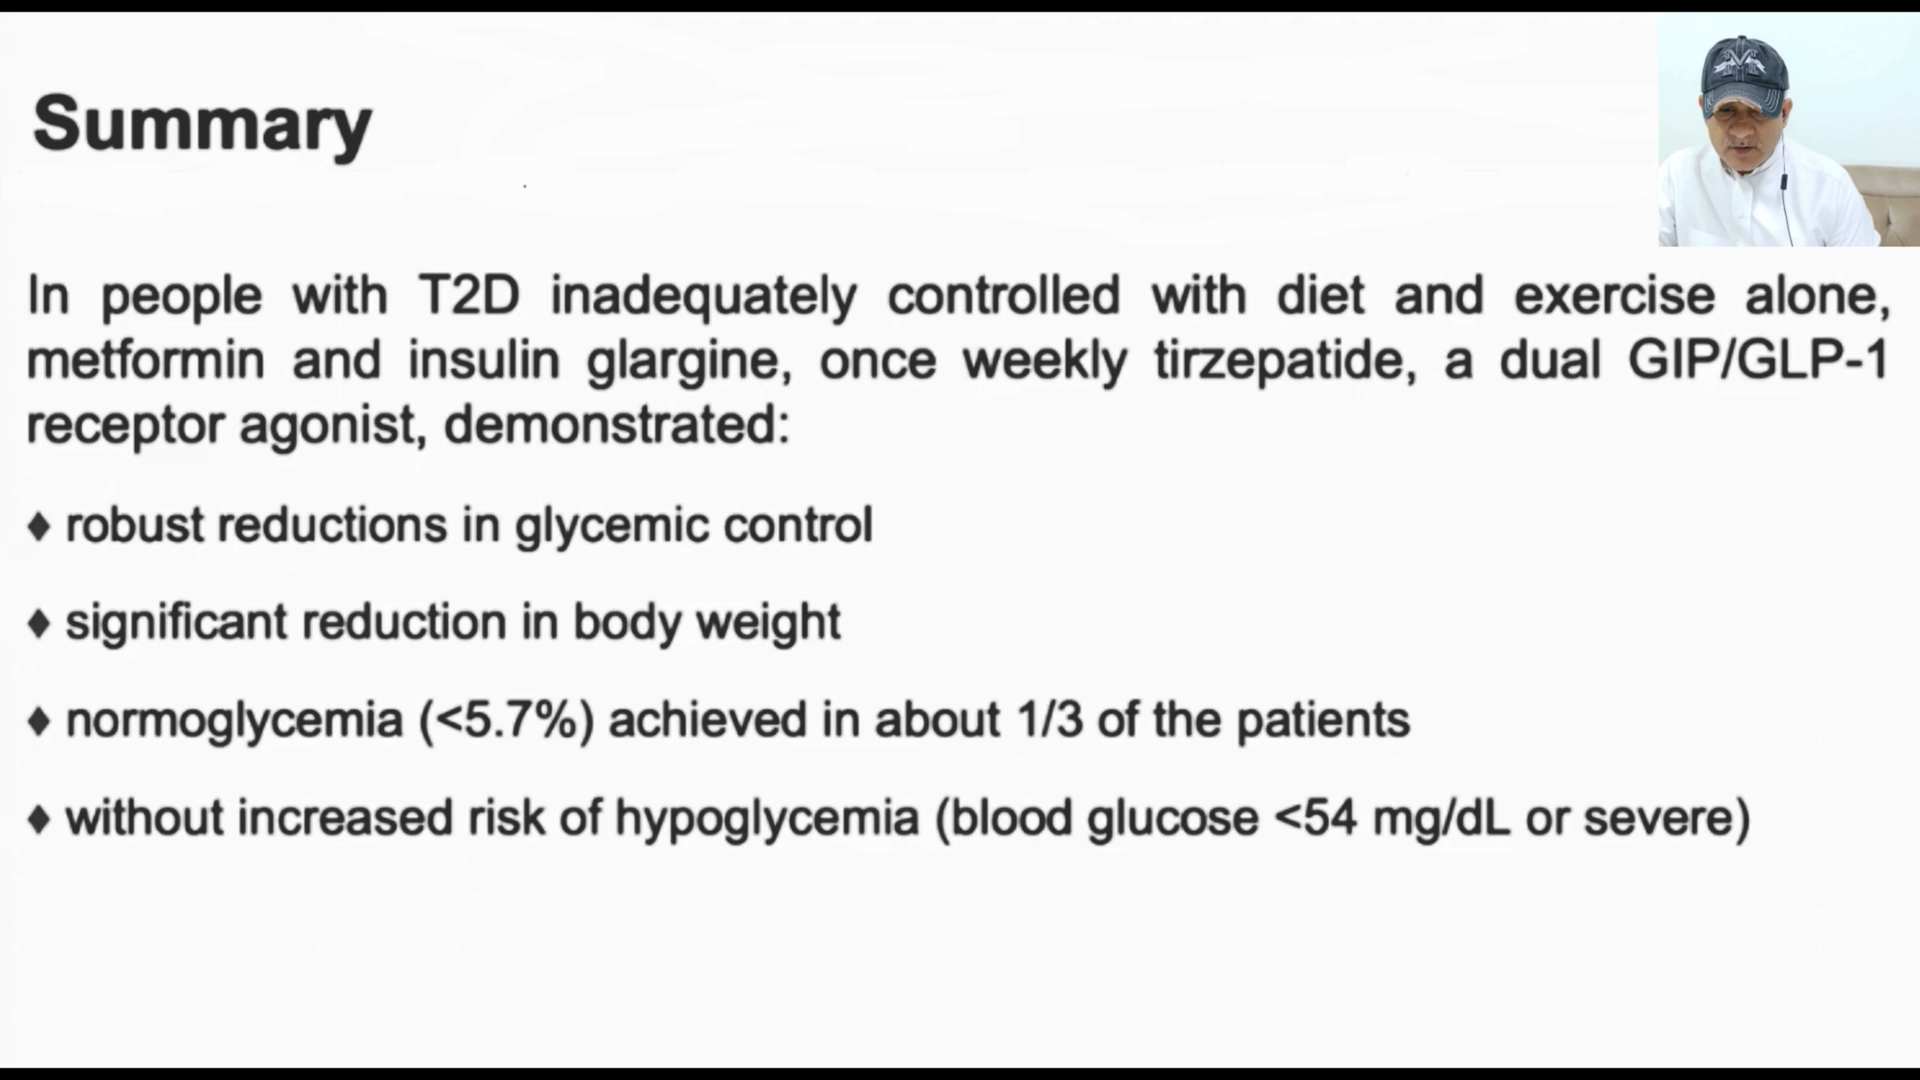 Summary
In people with T2D inadequately controlled with diet and exercise alone,
metformin and insulin glargine, once weekly tirzepatide, a dual GIP/GLP-1
receptor agonist, demonstrated:
♦ robust reductions in glycemic control
♦ significant reduction in body weight
♦ normoglycemia (<5.7%) achieved in about 1/3 of the patients
♦ without increased risk of hypoglycemia (blood glucose <54 mg/dL or severe)
M